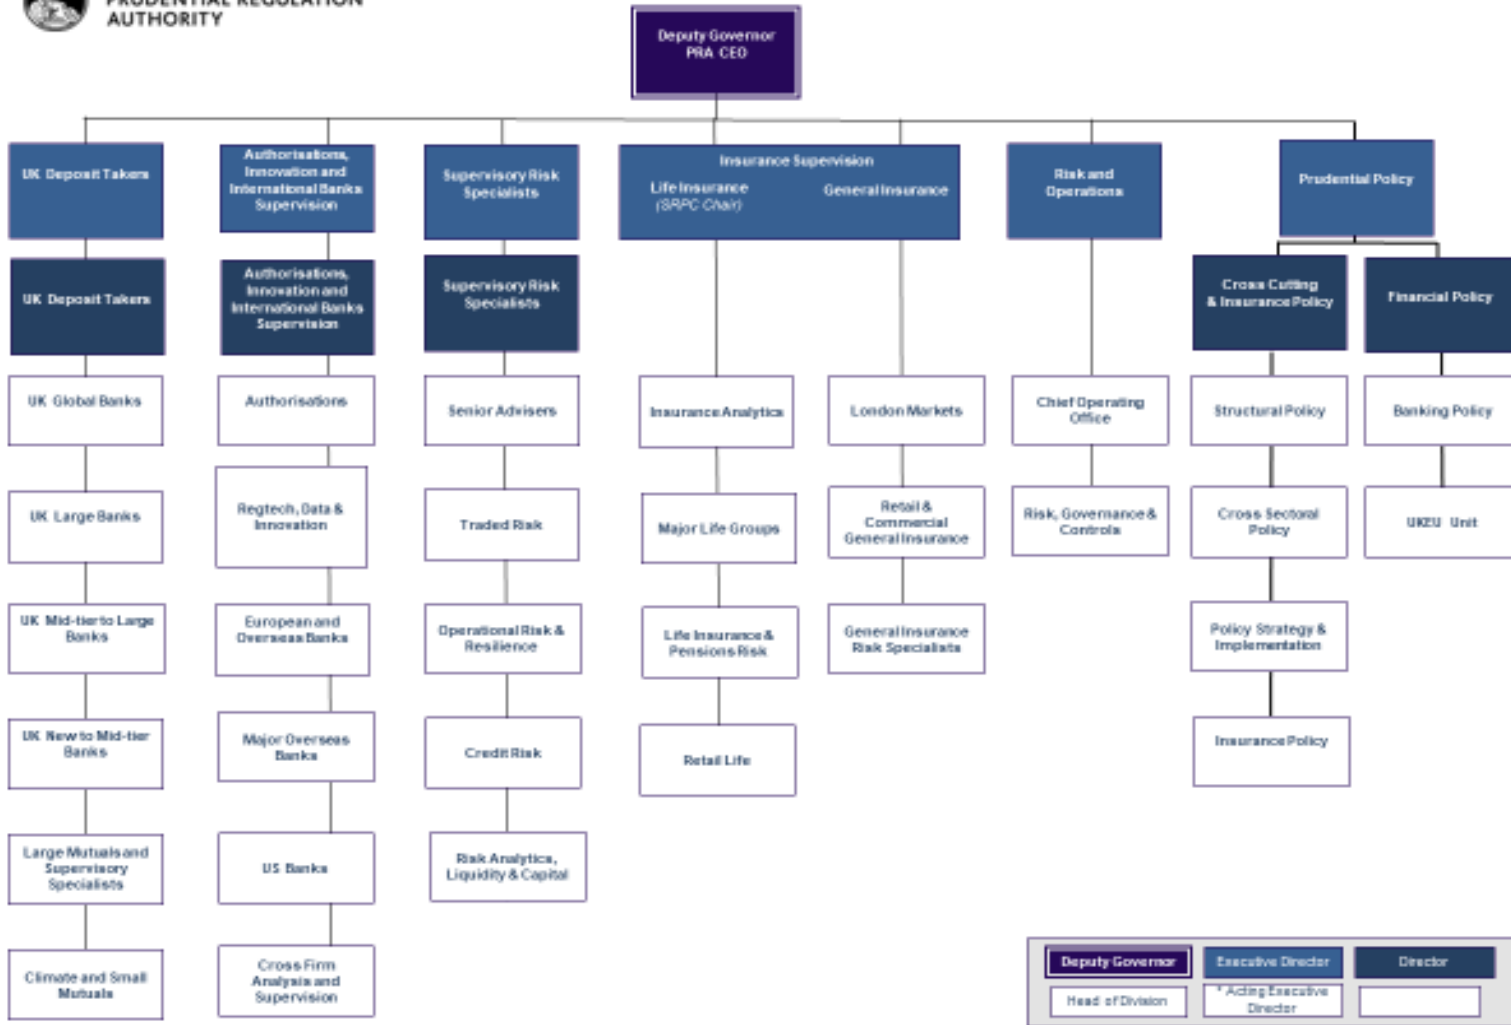 PRUDENTIAL REGULATION
AUTHORITY
Deputy Governor
PRA CEO
UK Deposit Takers
Authorisations,
Innovation and
International Banks
Supervision
Supervisory Risk
Specialists
Insurance Supervision
Life Insurance
(SRPC Chair)
General Insurance
Risk and
Operations
Prudential Policy
UK Deposit Takers
Authorisations,
Innovation and
International Banks
Supervision
Supervisory Risk
Specialists
Cross Cutting
& Insurance Policy
Financial Policy
UK Global Banks
Authorisations
Senior Advisers
Insurance Analytics
London Markets
Chief Operating
Office
Structural Policy
Banking Policy
UK Large Banks
Regtech, Data &
Innovation
Traded Risk
Major Life Groups
Retail &
Commercial
General Insurance
Risk, Governance &
Controls
Cross Sectoral
Policy
UKEU Unit
UK Mid-tier to Large
Banks
European and
Overseas Banks
Operational Risk &
Resilience
Life Insurance &
Pensions Risk
General Insurance
Risk Specialists
Policy Strategy &
Implementation
UK New to Mid-tier
Banks
Major Overseas
Banks
Credit Risk
Retail Life
Insurance Policy
Large Mutuals and
Supervisory
Specialists
US Banks
Risk Analytics,
Liquidity & Capital
Climate and Small
Mutuals
Cross Firm
Analysis and
Supervision
Deputy Governor
Executive Director
Director
Head of Division
* Acting Executive
Director